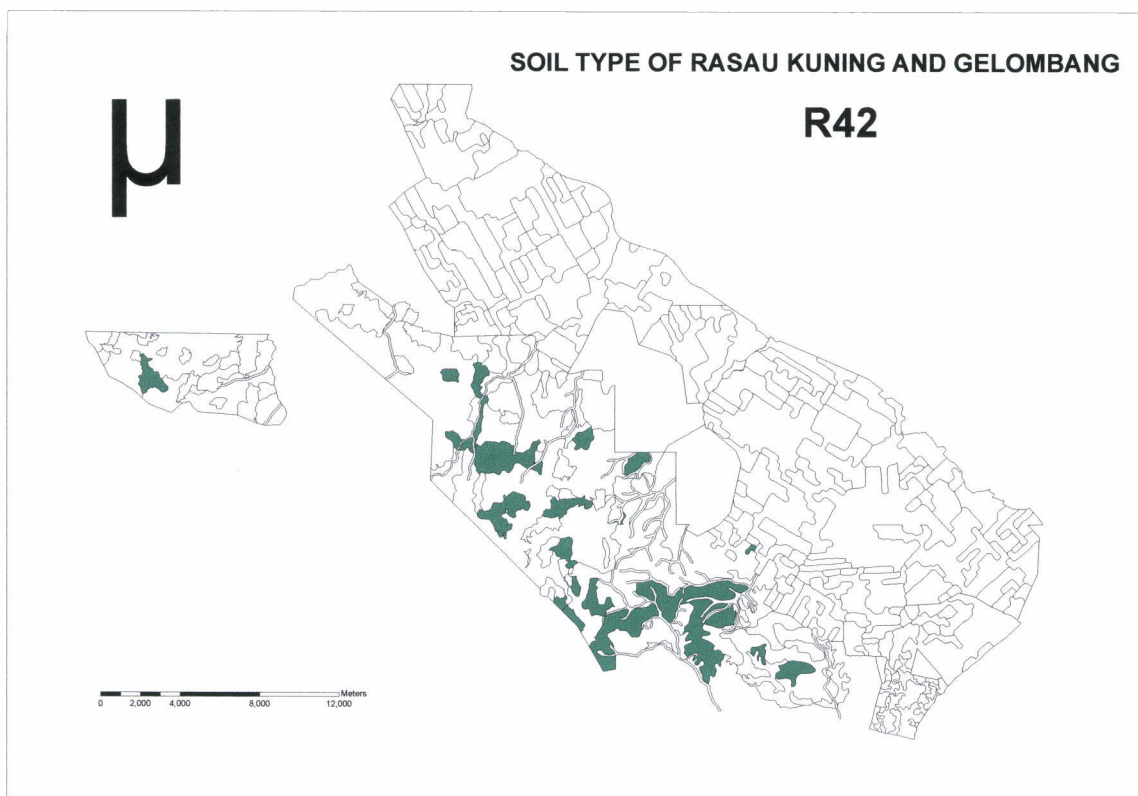 SOIL TYPE OF RASAU KUNING AND GELOMBANG
R42
µ
Meters
0 2,000 4,000 8,000 12,000